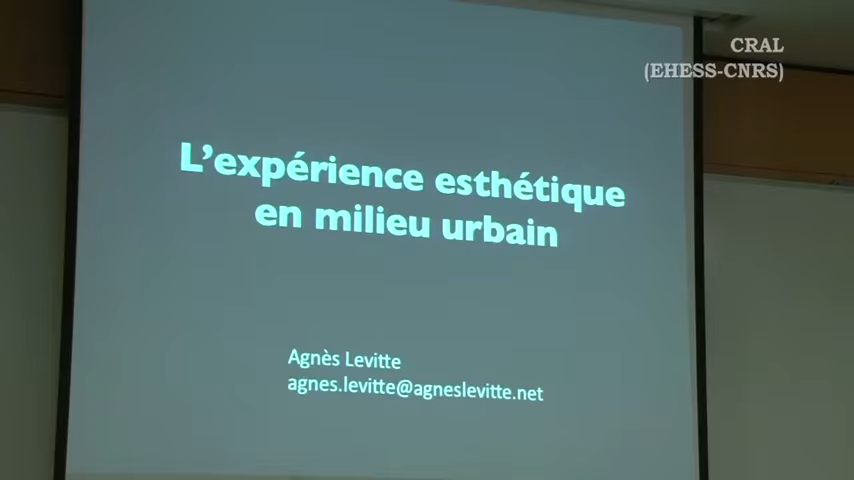 CRAL
(EHESS-CNRS)
L'expérience esthétique
en milieu urbain
Agnès Levitte
agnes.levitte@agneslevitte.net